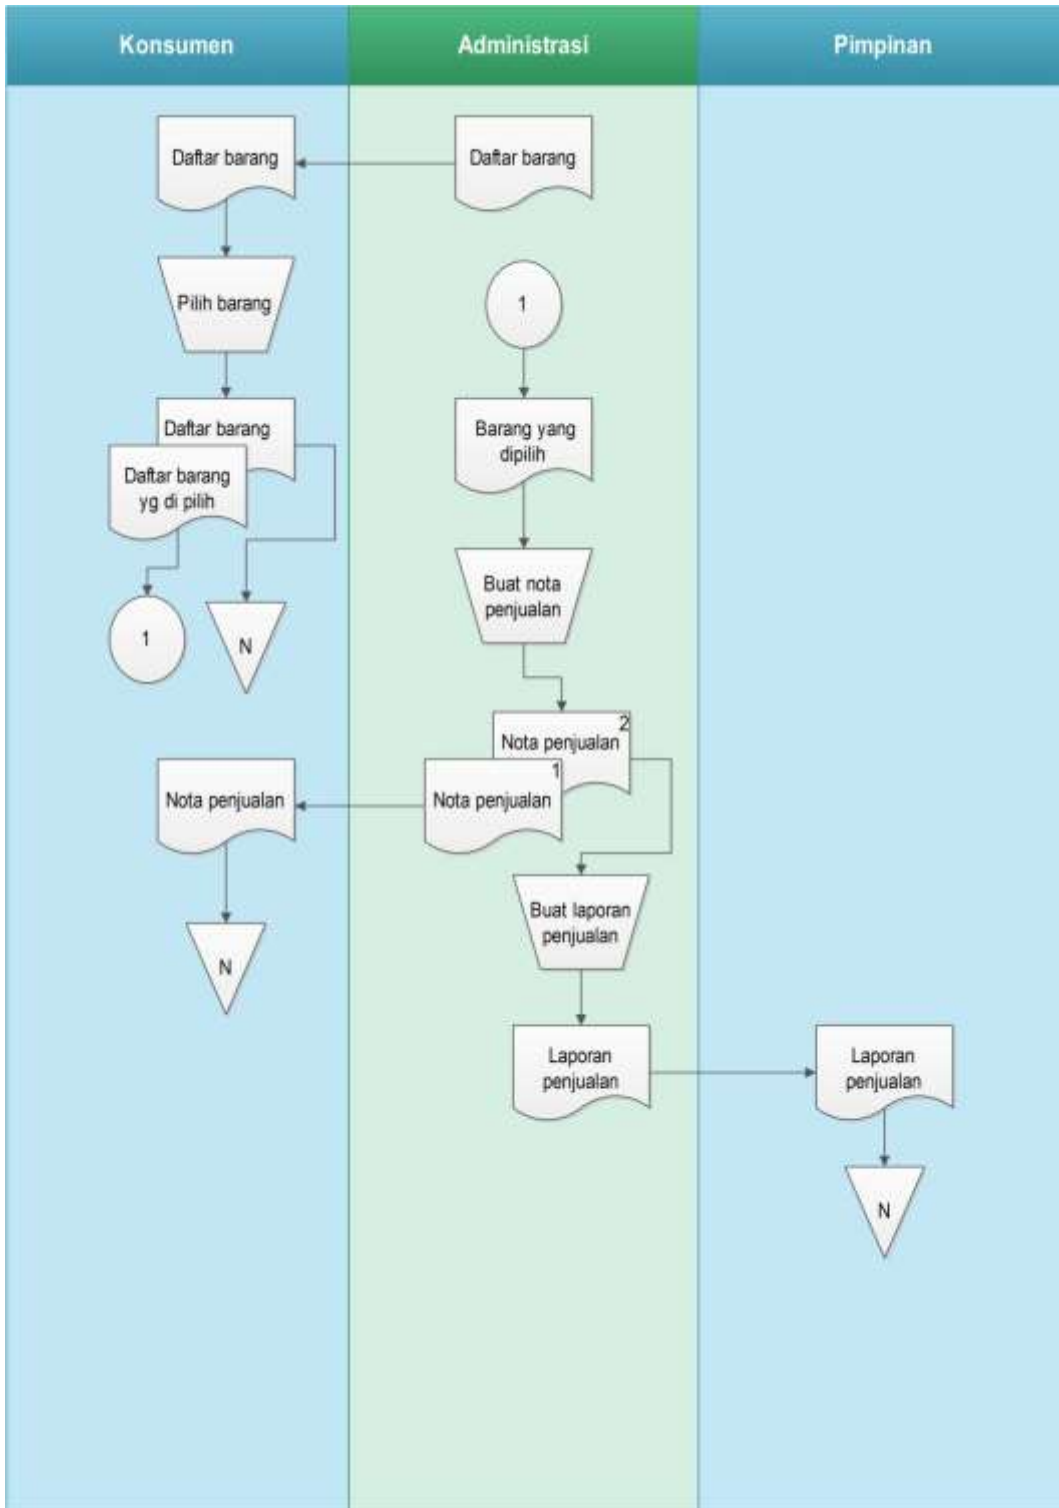 Konsumen
Administrasi
Pimpinan
Daftar barang
Daftar barang
Pilih barang
1
Daftar barang
Daftar barang
yg di pilih
Barang yang
dipilih
Buat nota
penjualan
1
N
2
Nota penjualan
1
Nota penjualan
Nota penjualan
Buat laporan
penjualan
N
Laporan
penjualan
Laporan
penjualan
N